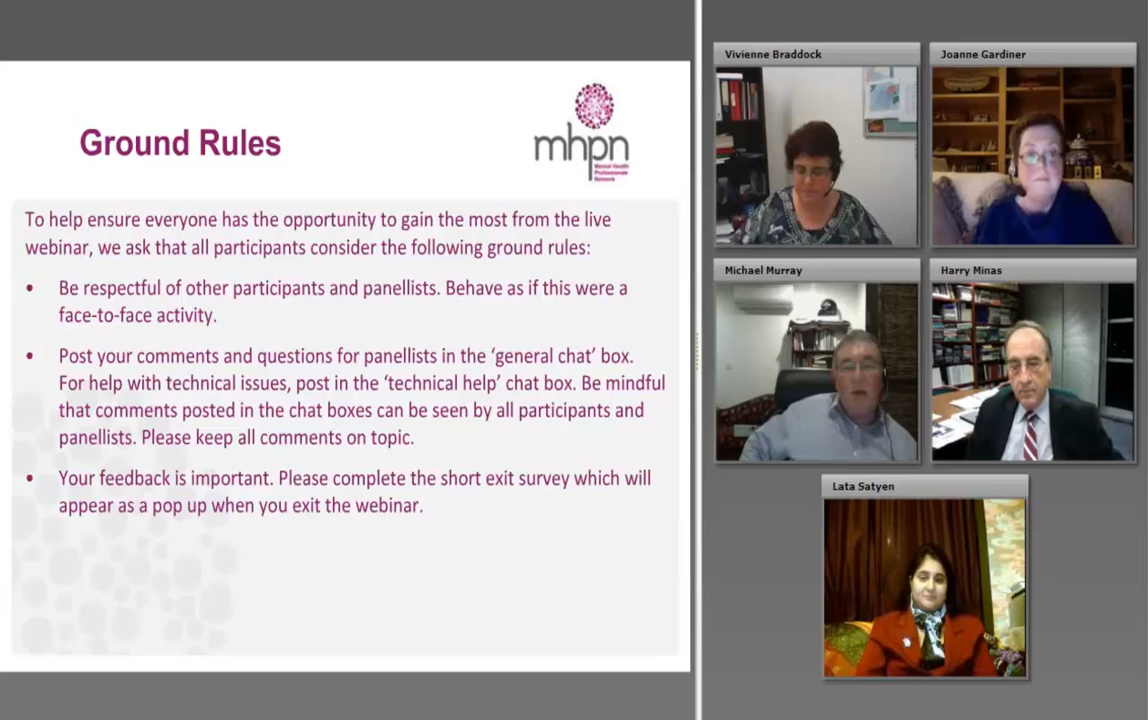 Ground Rules
mhpn
Mental Health
Professionals
Network
To help ensure everyone has the opportunity to gain the most from the live
webinar, we ask that all participants consider the following ground rules:
• Be respectful of other participants and panellists. Behave as if this were a
face-to-face activity.
• Post your comments and questions for panellists in the ‘general chat’ box.
For help with technical issues, post in the ‘technical help’ chat box. Be mindful
that comments posted in the chat boxes can be seen by all participants and
panellists. Please keep all comments on topic.
• Your feedback is important. Please complete the short exit survey which will
appear as a pop up when you exit the webinar.
Vivienne Braddock
Joanne Gardiner
Michael Murray
Harry Minas
Lata Satyen